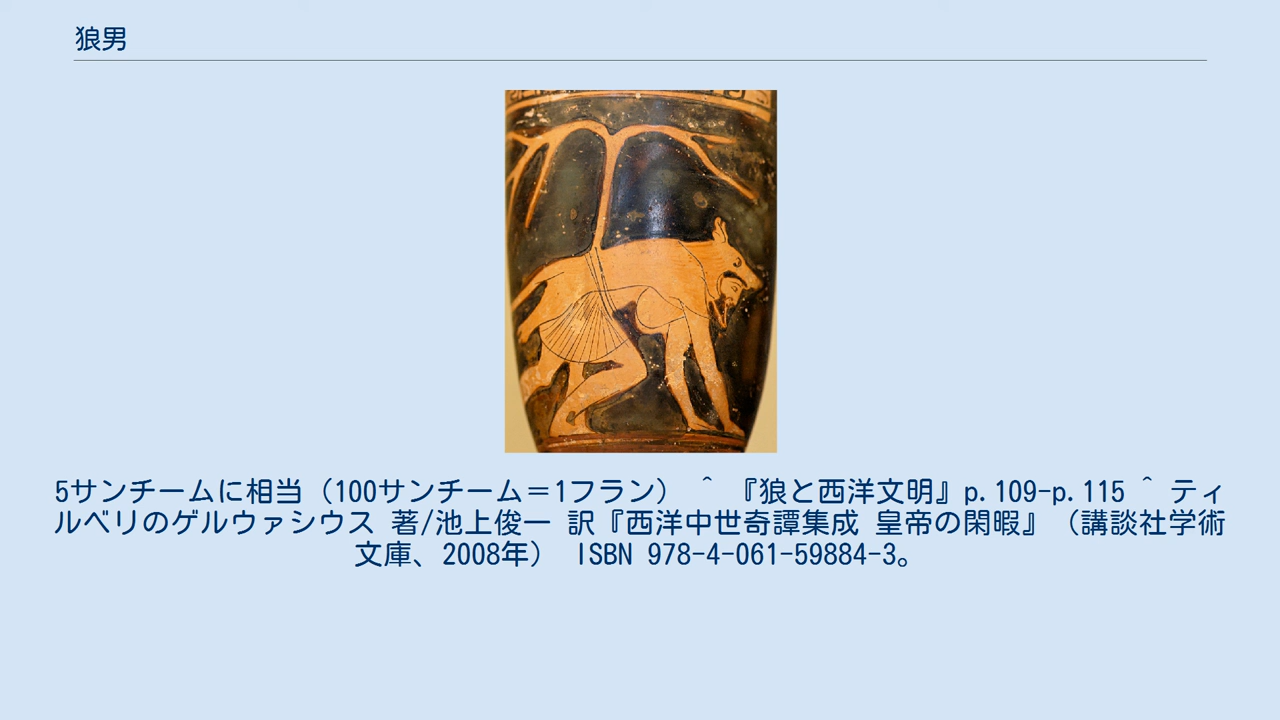 狼男
5サンチームに相当（100サンチーム＝1フラン） ^ 『狼と西洋文明』p.109-p.115 ^ ティ
ルベリのゲルウァシウス 著/池上俊一 訳『西洋中世奇譚集成 皇帝の閑暇』（講談社学術
文庫、2008年） ISBN 978-4-061-59884-3。